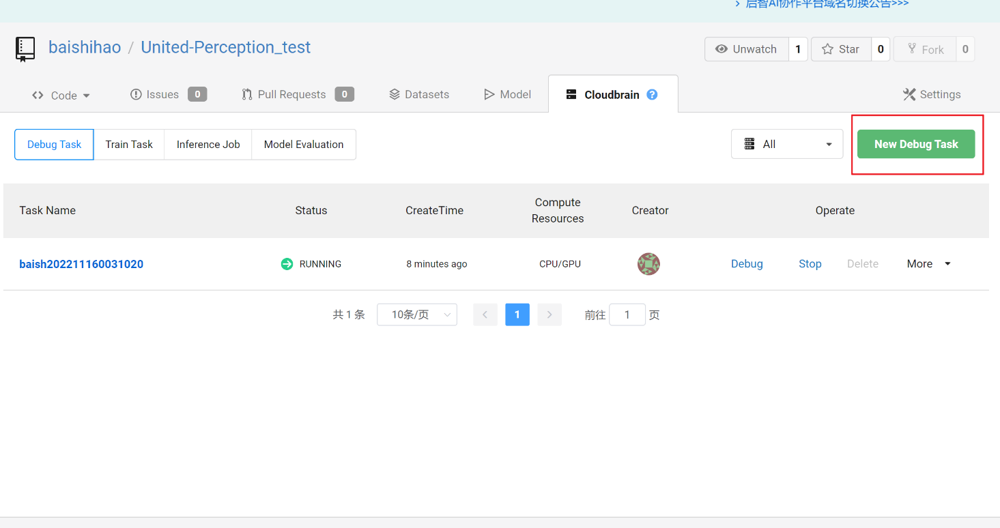 启智AI协作平台域名切换公告>>>
baishihao / United-Perception_test
Unwatch 1 Star 0 Fork 0
Code Issues 0 Pull Requests 0 Datasets Model Cloudbrain ? Settings
Debug Task Train Task Inference Job Model Evaluation All New Debug Task
Task Name Status CreateTime Compute Resources Creator Operate
baish202211160031020 RUNNING 8 minutes ago CPU/GPU Debug Stop Delete More
共 1 条 10条/页 1 前往 1 页